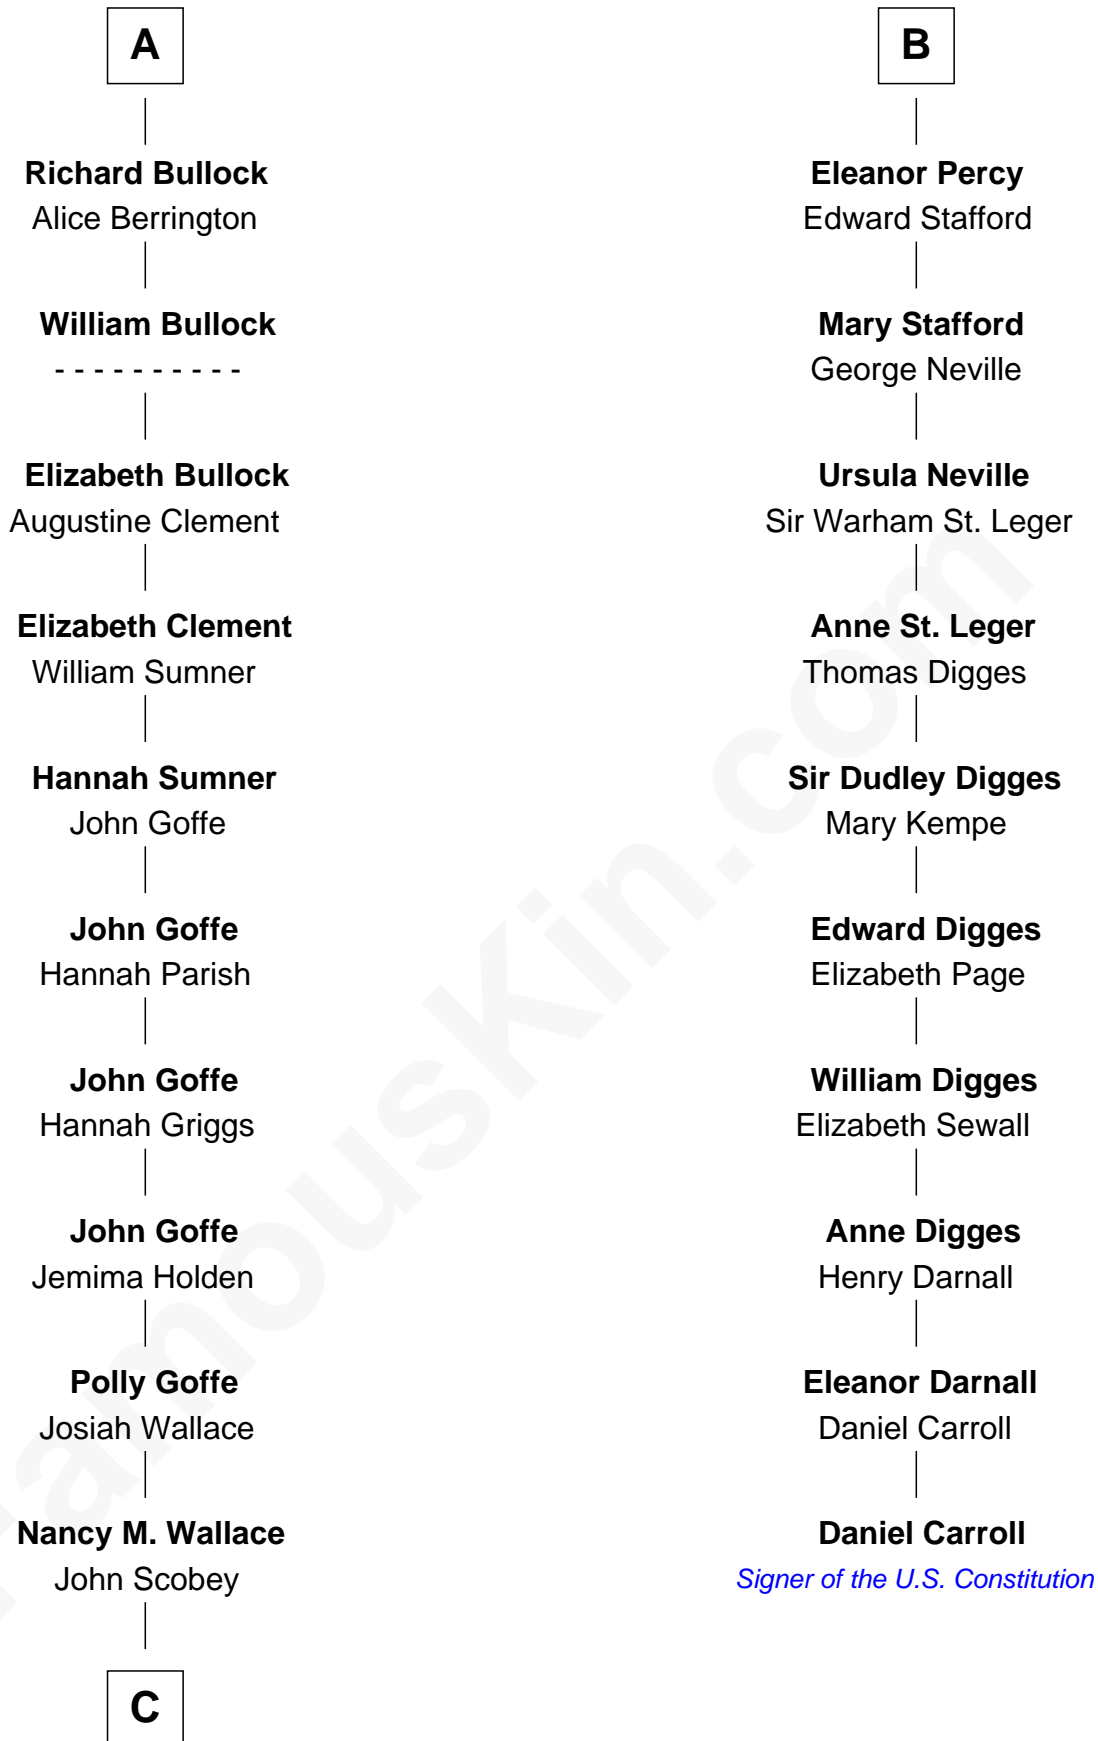 A
Richard Bullock
Alice Berrington
William Bullock
- - - - - - - - - -
Elizabeth Bullock
Augustine Clement
Elizabeth Clement
William Sumner
Hannah Sumner
John Goffe
John Goffe
Hannah Parish
John Goffe
Hannah Griggs
John Goffe
Jemima Holden
Polly Goffe
Josiah Wallace
Nancy M. Wallace
John Scobey
C
B
Eleanor Percy
Edward Stafford
Mary Stafford
George Neville
Ursula Neville
Sir Warham St. Leger
Anne St. Leger
Thomas Digges
Sir Dudley Digges
Mary Kempe
Edward Digges
Elizabeth Page
William Digges
Elizabeth Sewall
Anne Digges
Henry Darnall
Eleanor Darnall
Daniel Carroll
Daniel Carroll
Signer of the U.S. Constitution
FamousKin.com